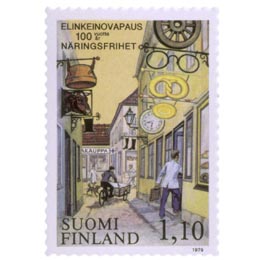 ELINKEINOVAPAUS
100 vuotta
år
NÄRINGSFRIHET
KAUPPA
SUOMI
FINLAND
1,10
1979